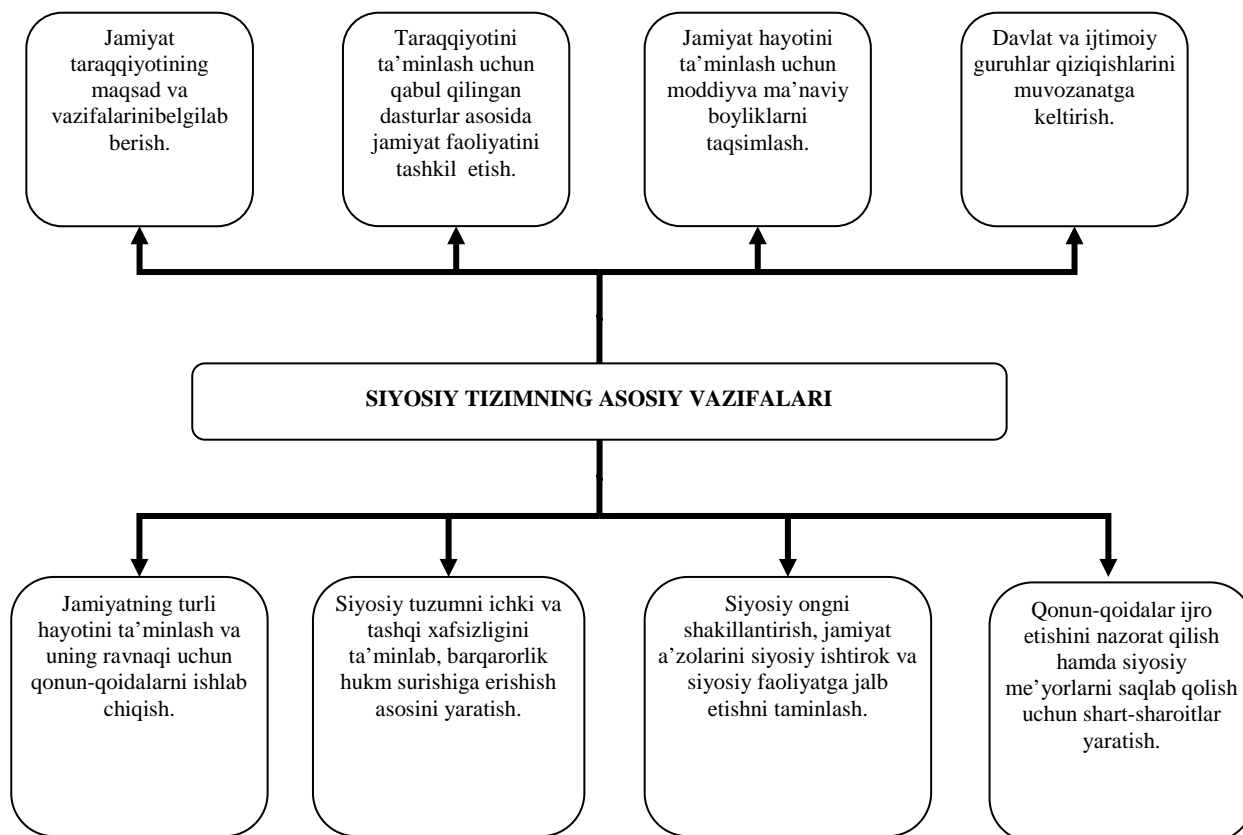 Jamiyat
taraqqiyotining
maqsad va
vazifalarinibelgilab
berish.
Taraqqiyotini
ta’minlash uchun
qabul qilingan
dasturlar asosida
jamiyat faoliyatini
tashkil etish.
Jamiyat hayotini
ta’minlash uchun
moddiyva ma’naviy
boyliklarni
taqsimlash.
Davlat va ijtimoiy
guruhlar qiziqishlarini
muvozanatga
keltirish.
SIYOSIY TIZIMNING ASOSIY VAZIFALARI
Jamiyatning turli
hayotini ta’minlash va
uning ravnaqi uchun
qonun-qoidalarni ishlab
chiqish.
Siyosiy tuzumni ichki va
tashqi xafsizligini
ta’minlab, barqarorlik
hukm surishiga erishish
asosini yaratish.
Siyosiy ongni
shakillantirish, jamiyat
a’zolarini siyosiy ishtirok va
siyosiy faoliyatga jalb
etishni taminlash.
Qonun-qoidalar ijro
etishini nazorat qilish
hamda siyosiy
me’yorlarni saqlab qolish
uchun shart-sharoitlar
yaratish.